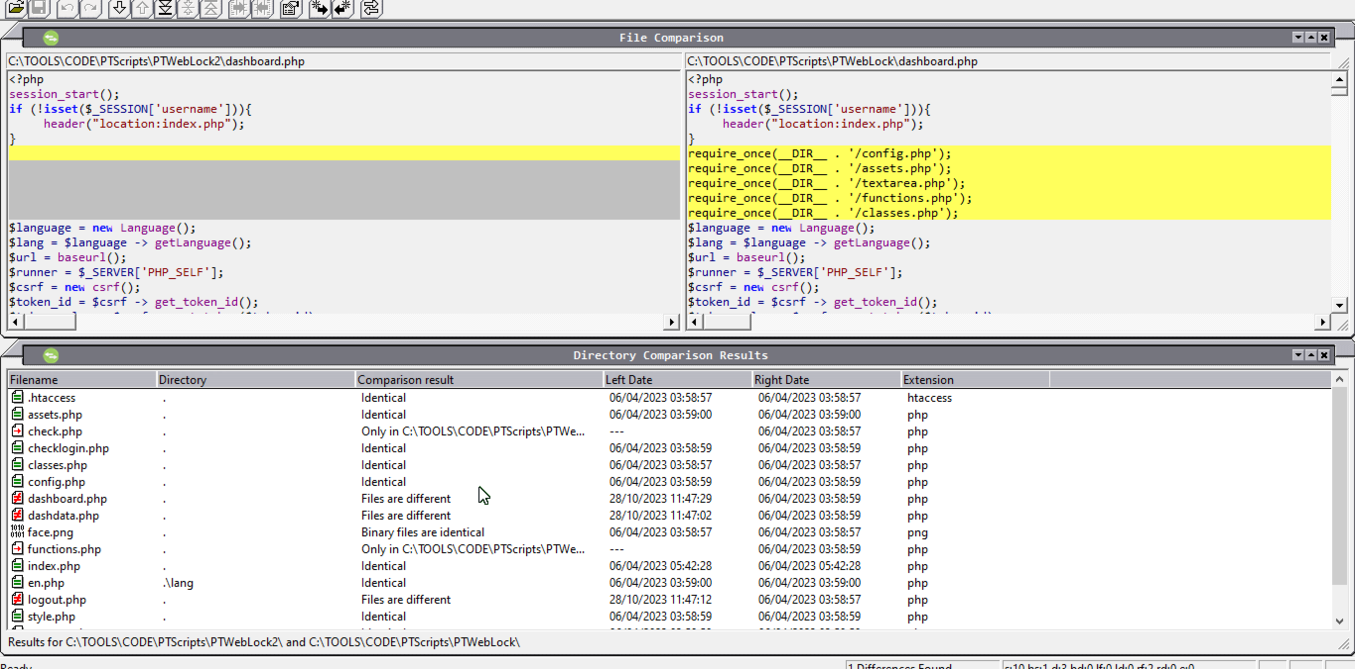 File Comparison
C:\TOOLS\CODE\PTScripts\PTWebLock2\dashboard.php
<?php
session_start();
if (!isset($_SESSION['username'])){
header("location:index.php");
}
$language = new Language();
$lang = $language -> getLanguage();
$url = baseurl();
$runner = $_SERVER['PHP_SELF'];
$csrf = new csrf();
$token_id = $csrf -> get_token_id();
C:\TOOLS\CODE\PTScripts\PTWebLock\dashboard.php
<?php
session_start();
if (!isset($_SESSION['username'])){
header("location:index.php");
}
require_once(__DIR__ . '/config.php');
require_once(__DIR__ . '/assets.php');
require_once(__DIR__ . '/textarea.php');
require_once(__DIR__ . '/functions.php');
require_once(__DIR__ . '/classes.php');
$language = new Language();
$lang = $language -> getLanguage();
$url = baseurl();
$runner = $_SERVER['PHP_SELF'];
$csrf = new csrf();
$token_id = $csrf -> get_token_id();
Directory Comparison Results
Filename Directory Comparison result Left Date Right Date Extension
.htaccess . Identical 06/04/2023 03:58:57 06/04/2023 03:58:57 htaccess
assets.php . Identical 06/04/2023 03:59:00 06/04/2023 03:59:00 php
check.php . Only in C:\TOOLS\CODE\PTScripts\PTWe... --- 06/04/2023 03:58:57 php
checklogin.php . Identical 06/04/2023 03:58:59 06/04/2023 03:58:59 php
classes.php . Identical 06/04/2023 03:58:57 06/04/2023 03:58:57 php
config.php . Identical 06/04/2023 03:58:59 06/04/2023 03:58:59 php
dashboard.php . Files are different 28/10/2023 11:47:29 06/04/2023 03:58:59 php
dashdata.php . Files are different 28/10/2023 11:47:02 06/04/2023 03:58:59 php
face.png . Binary files are identical 06/04/2023 03:58:57 06/04/2023 03:58:57 png
functions.php . Only in C:\TOOLS\CODE\PTScripts\PTWe... --- 06/04/2023 03:58:59 php
index.php . Identical 06/04/2023 05:42:28 06/04/2023 05:42:28 php
en.php .\lang Identical 06/04/2023 03:59:00 06/04/2023 03:59:00 php
logout.php . Files are different 28/10/2023 11:47:12 06/04/2023 03:58:57 php
style.php . Identical 06/04/2023 03:58:59 06/04/2023 03:58:59 php
Results for C:\TOOLS\CODE\PTScripts\PTWebLock2\ and C:\TOOLS\CODE\PTScripts\PTWebLock\
Ready
1 Differences Found